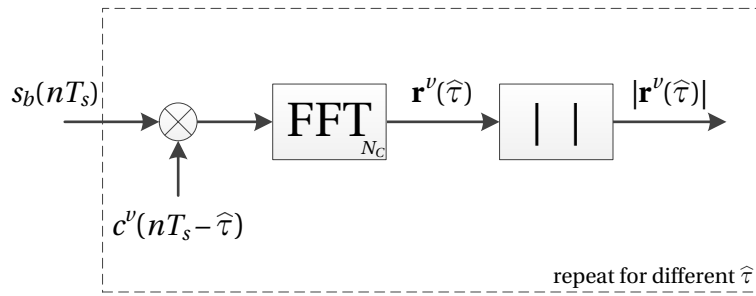 s_b(nT_s)
FFT
N_C
𝐫^υ(τ̂)
| |
|𝐫^υ(τ̂)|
c^υ(nT_s − τ̂)
repeat for different τ̂